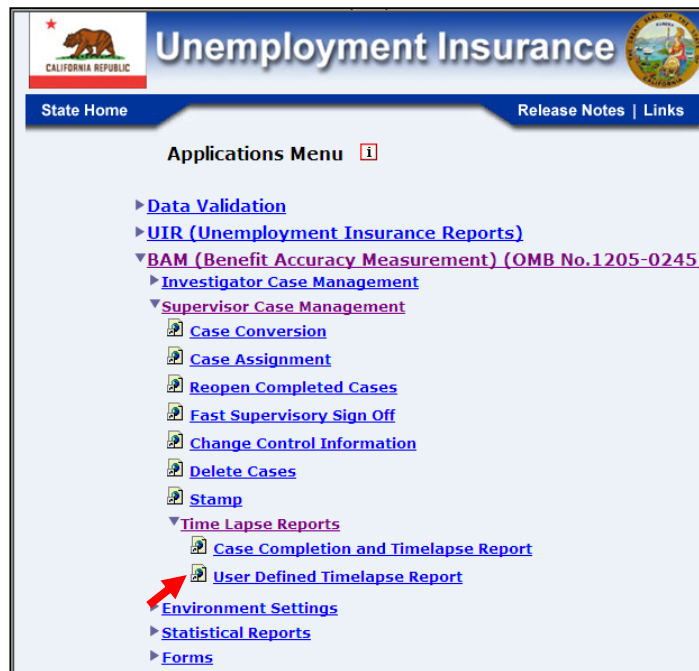 CALIFORNIA REPUBLIC
Unemployment Insurance
State Home
Release Notes | Links
Applications Menu i
Data Validation
UIR (Unemployment Insurance Reports)
BAM (Benefit Accuracy Measurement) (OMB No.1205-0245
Investigator Case Management
Supervisor Case Management
Case Conversion
Case Assignment
Reopen Completed Cases
Fast Supervisory Sign Off
Change Control Information
Delete Cases
Stamp
Time Lapse Reports
Case Completion and Timelapse Report
User Defined Timelapse Report
Environment Settings
Statistical Reports
Forms